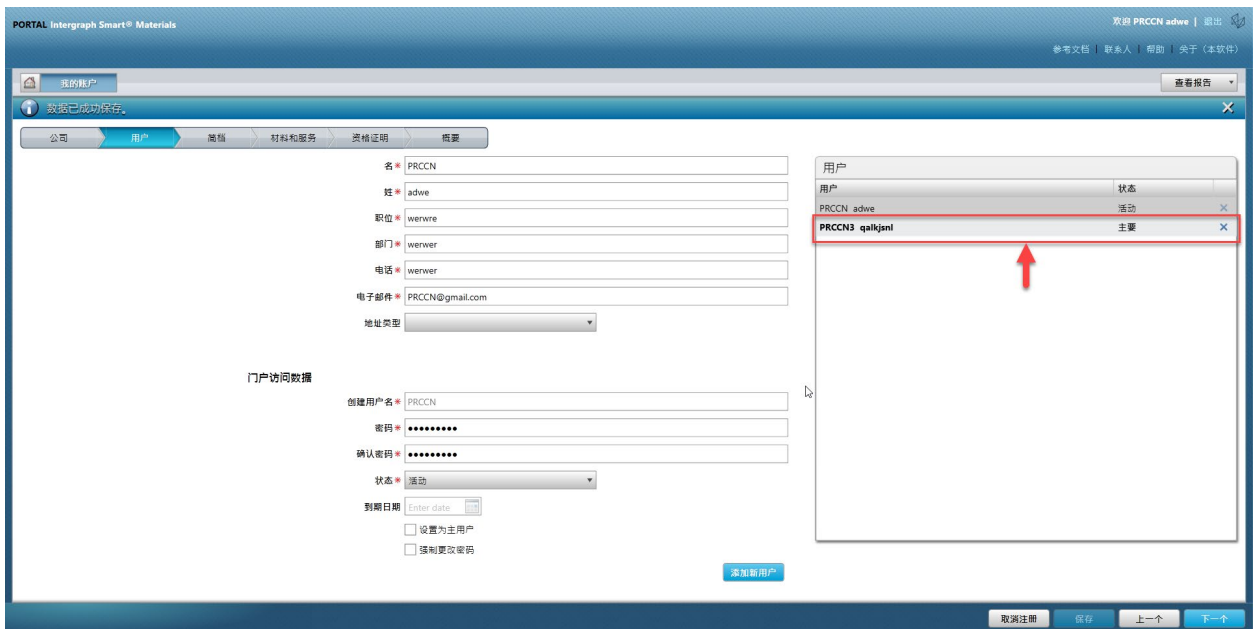 PORTAL Intergraph Smart® Materials
欢迎 PRCCN adwe | 退出
参考文档 | 联系人 | 帮助 | 关于（本软件）
我的账户
查看报告
数据已成功保存。
公司 用户 简档 材料和服务 资格证明 概要
名* PRCCN
姓* adwe
职位* werwre
部门* werwer
电话* werwer
电子邮件* PRCCN@gmail.com
地址类型
门户访问数据
创建用户名* PRCCN
密码* •••••••••
确认密码* •••••••••
状态* 活动
到期日期 Enter date
设置为主用户
强制更改密码
添加新用户
用户
用户 状态
PRCCN adwe 活动
PRCCN3 qalkjsnl 主要
取消注册 保存 上一个 下一个